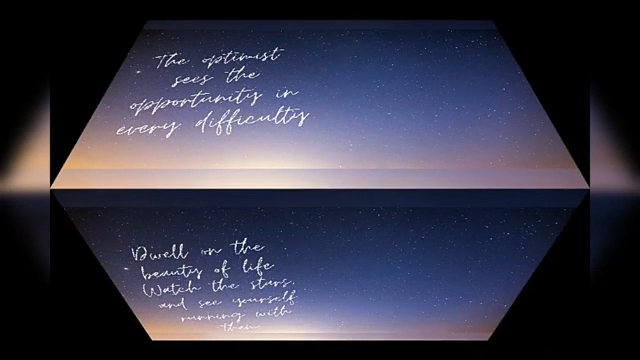 The optimist
sees the
opportunity in
every difficulty
Dwell on the
beauty of life
Watch the stars,
and see yourself
running with
them